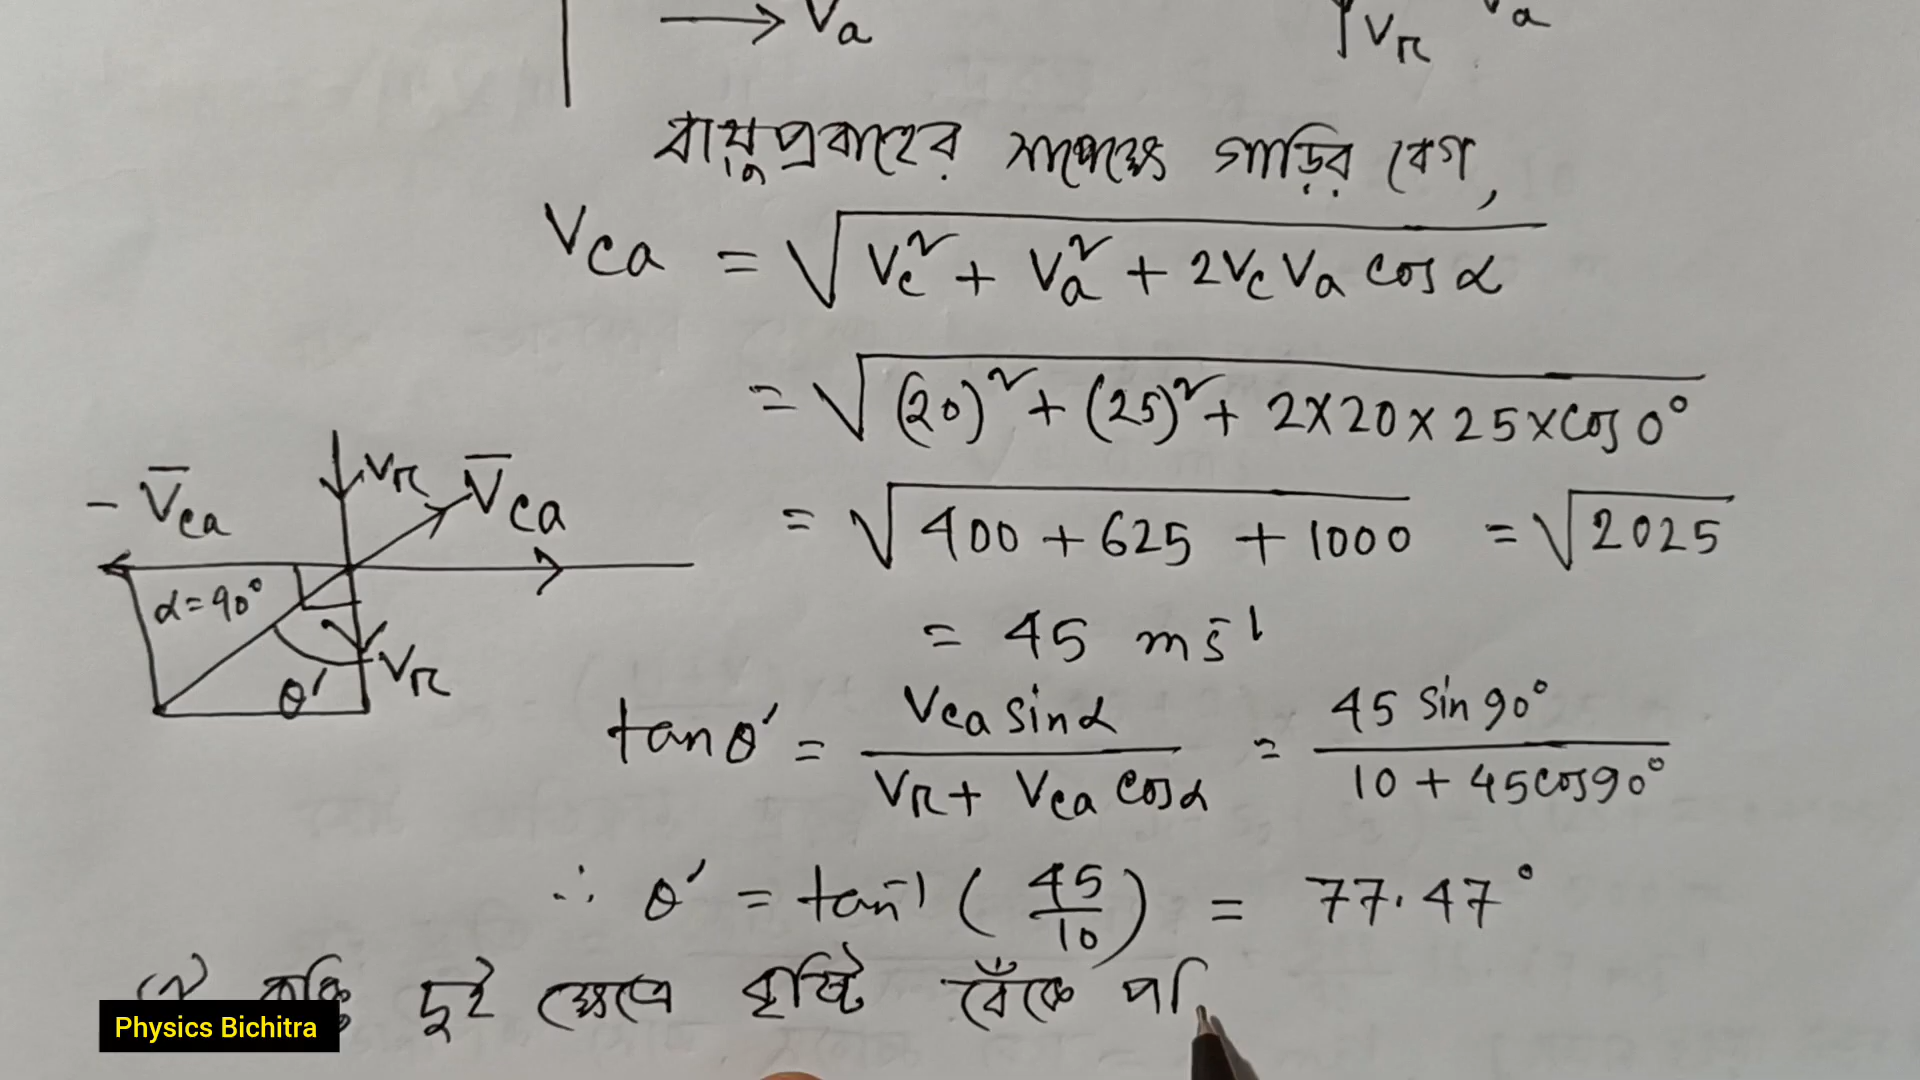 → Va
VR Va
বায়ুপ্রবাহের সাপেক্ষে গাড়ির বেগ,
Vca = √(Vc² + Va² + 2VcVa cos α)
= √((20)² + (25)² + 2×20×25×cos 0°)
= √(400 + 625 + 1000) = √2025
= 45 ms⁻¹
VR
V̄ca
- V̄ca
α=90°
VR
θ'
tan θ' = Vca sin α / (VR + Vca cos α) = 45 sin 90° / (10 + 45 cos 90°)
∴ θ' = tan⁻¹ (45/10) = 77.47°
দুই ক্ষেত্রে বৃষ্টি বেঁকে
Physics Bichitra